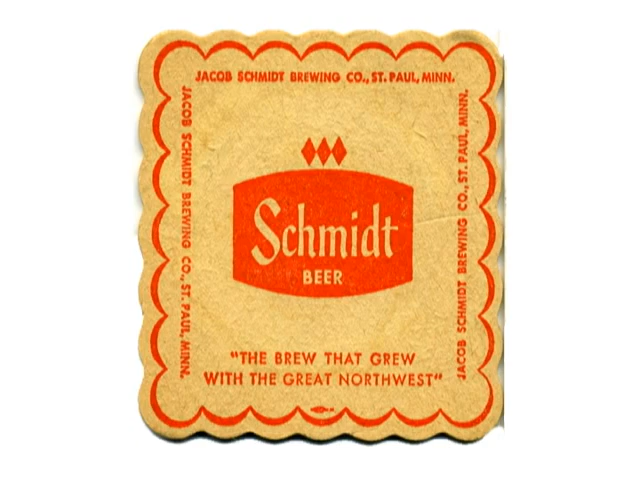 JACOB SCHMIDT BREWING CO., ST. PAUL, MINN.
JACOB SCHMIDT BREWING CO., ST. PAUL, MINN.
JACOB SCHMIDT BREWING CO., ST. PAUL, MINN.
Schmidt
BEER
"THE BREW THAT GREW
WITH THE GREAT NORTHWEST"